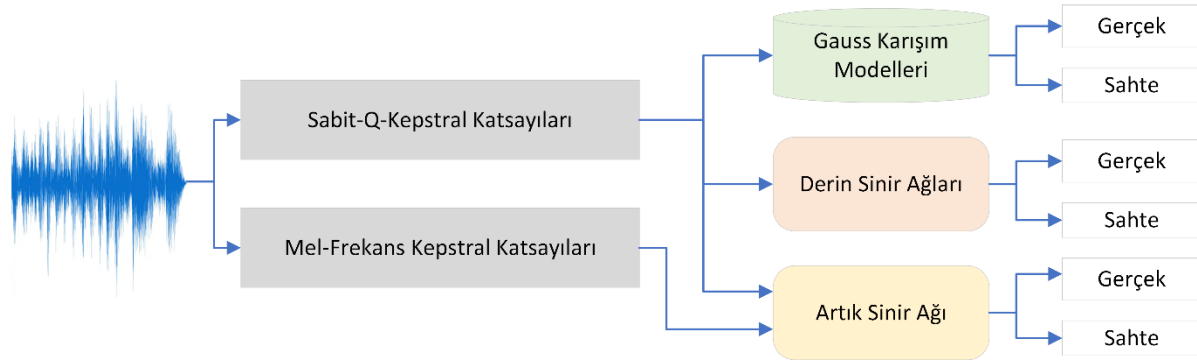 Sabit-Q-Kepstral Katsayıları
Mel-Frekans Kepstral Katsayıları
Gauss Karışım
Modelleri
Gerçek
Sahte
Derin Sinir Ağları
Gerçek
Sahte
Artık Sinir Ağı
Gerçek
Sahte